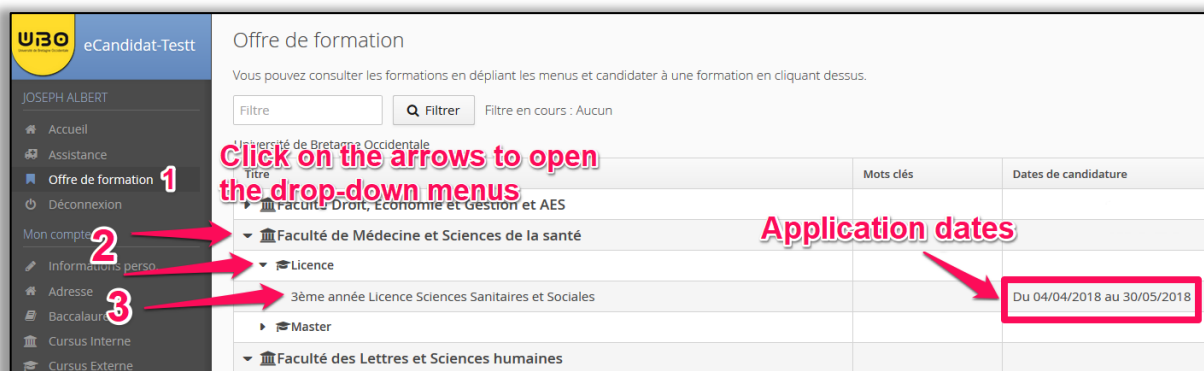 UBO
eCandidat-Testt
JOSEPH ALBERT
Accueil
Assistance
Offre de formation 1
Déconnexion
Mon compte
2
Informations perso.
Adresse
3
Cursus Interne
Cursus Externe
Offre de formation
Vous pouvez consulter les formations en dépliant les menus et candidater à une formation en cliquant dessus.
Filtre
Filtrer
Filtre en cours : Aucun
Université de Bretagne Occidentale
Click on the arrows to open
the drop-down menus
Titre
Mots clés
Dates de candidature
Faculté Droit, Economie et Gestion et AES
Faculté de Médecine et Sciences de la santé
Application dates
Licence
3ème année Licence Sciences Sanitaires et Sociales
Du 04/04/2018 au 30/05/2018
Master
Faculté des Lettres et Sciences humaines